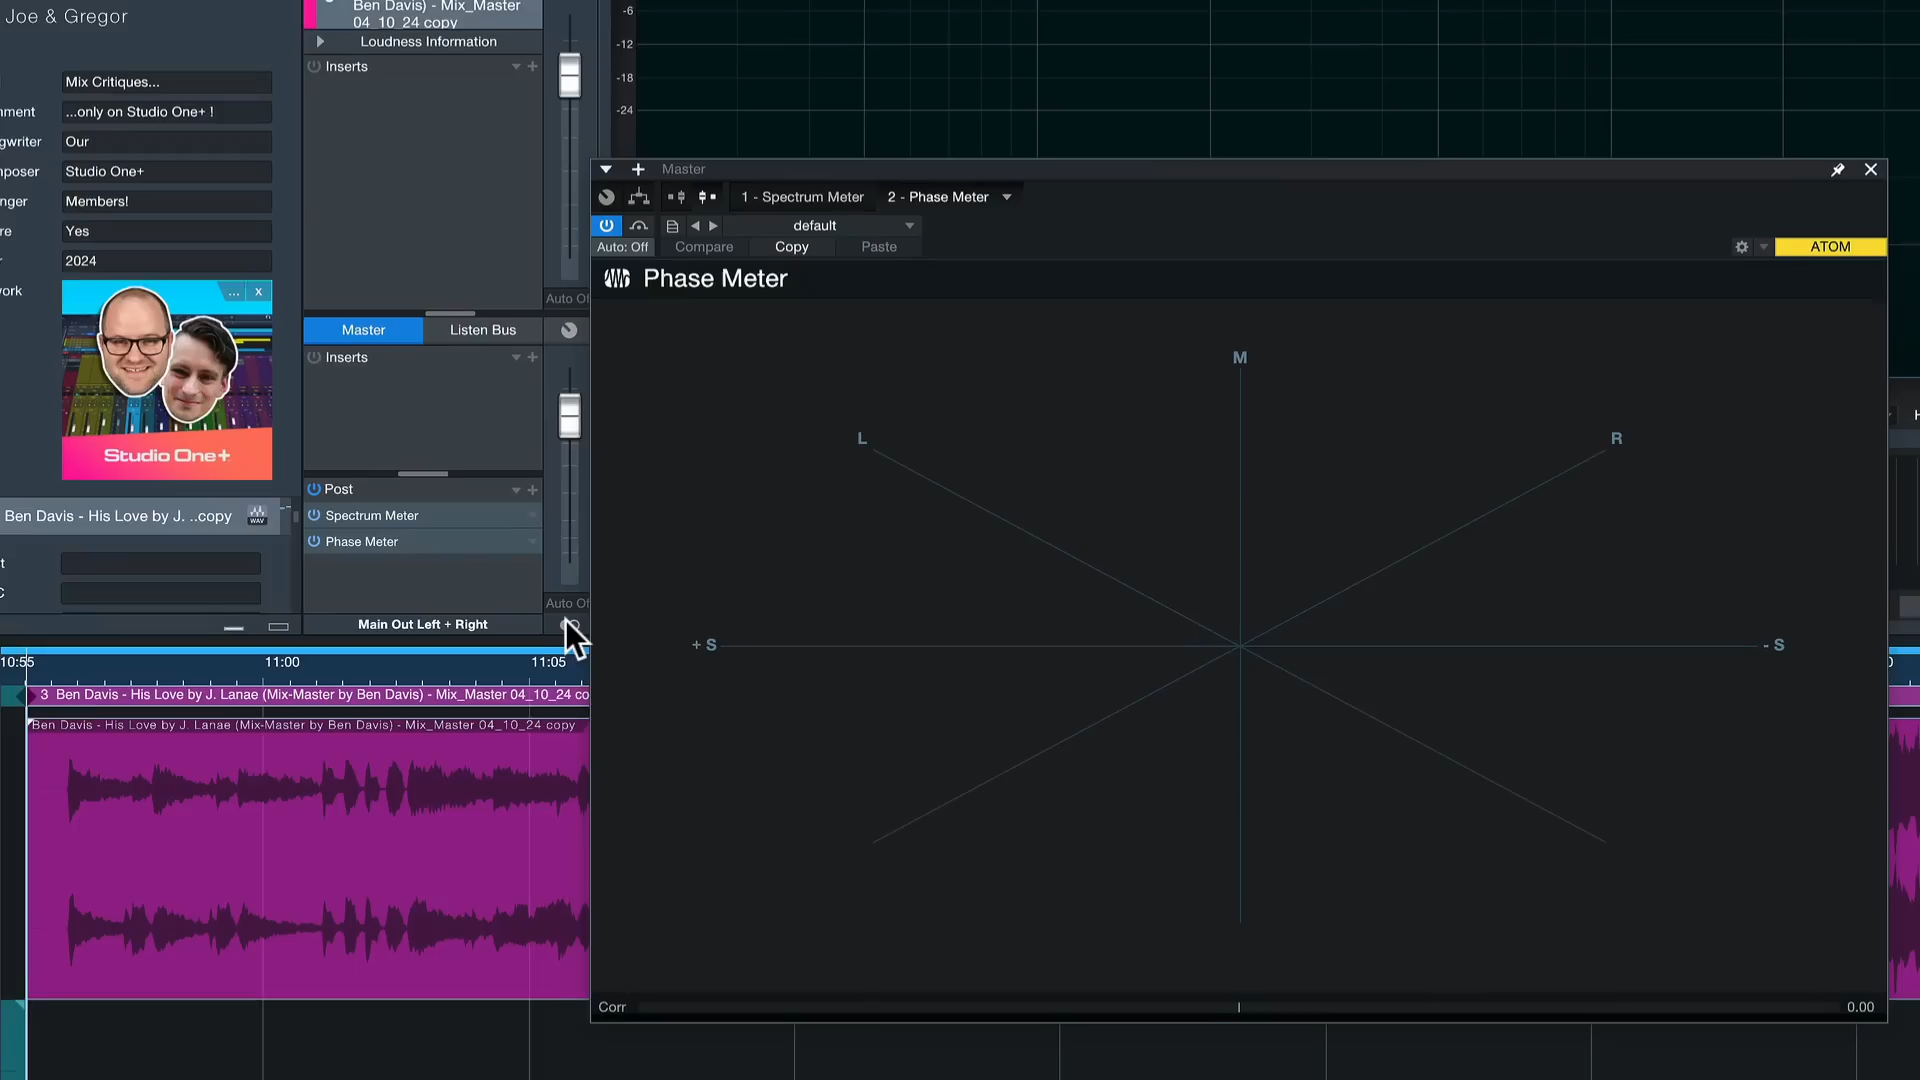 Joe & Gregor
Mix Critiques...
nment
...only on Studio One+ !
gwriter
Our
nposer
Studio One+
nger
Members!
re
Yes
r
2024
ork
... x
Studio One+
Ben Davis - His Love by J. ..copy
WAV
t
C
Ben Davis) - Mix_Master
04_10_24 copy
Loudness Information
Inserts
Auto Of
Master
Listen Bus
Inserts
Post
Spectrum Meter
Phase Meter
Auto Of
Main Out Left + Right
-6
-12
-18
-24
Master
1 - Spectrum Meter
2 - Phase Meter
default
Auto: Off
Compare
Copy
Paste
ATOM
Phase Meter
M
L
R
+ S
- S
Corr
0.00
H
10:55
11:00
11:05
0
3 Ben Davis - His Love by J. Lanae (Mix-Master by Ben Davis) - Mix_Master 04_10_24 co
Ben Davis - His Love by J. Lanae (Mix-Master by Ben Davis) - Mix_Master 04_10_24 copy